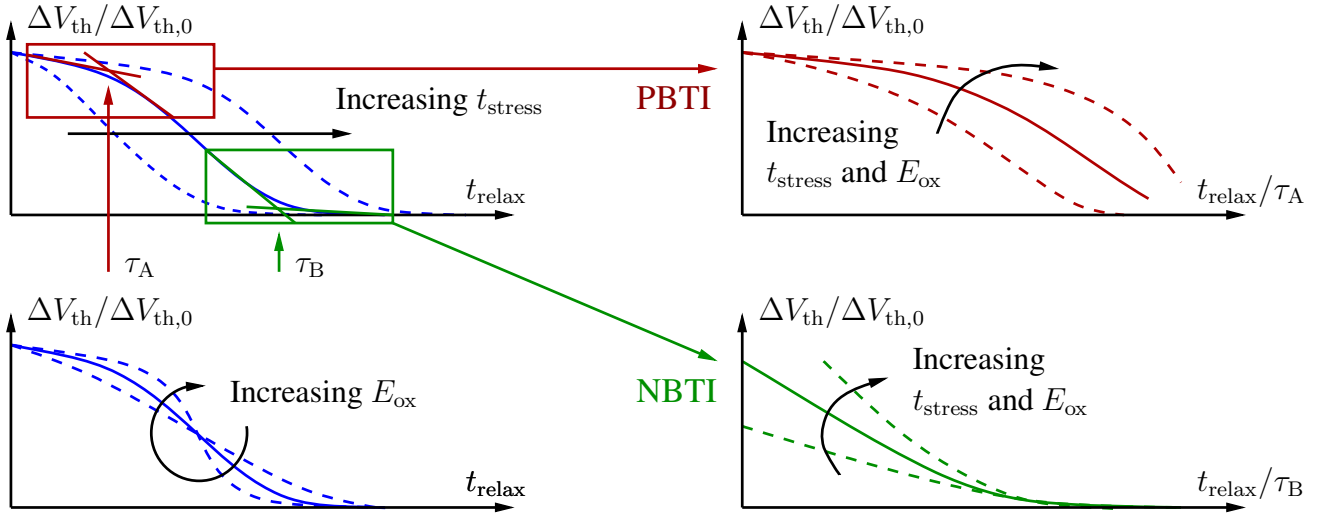 ΔV_th/ΔV_th,0
Increasing t_stress
t_relax
τ_A
τ_B
PBTI
ΔV_th/ΔV_th,0
Increasing
t_stress and E_ox
t_relax/τ_A
ΔV_th/ΔV_th,0
Increasing E_ox
t_relax
NBTI
ΔV_th/ΔV_th,0
Increasing
t_stress and E_ox
t_relax/τ_B